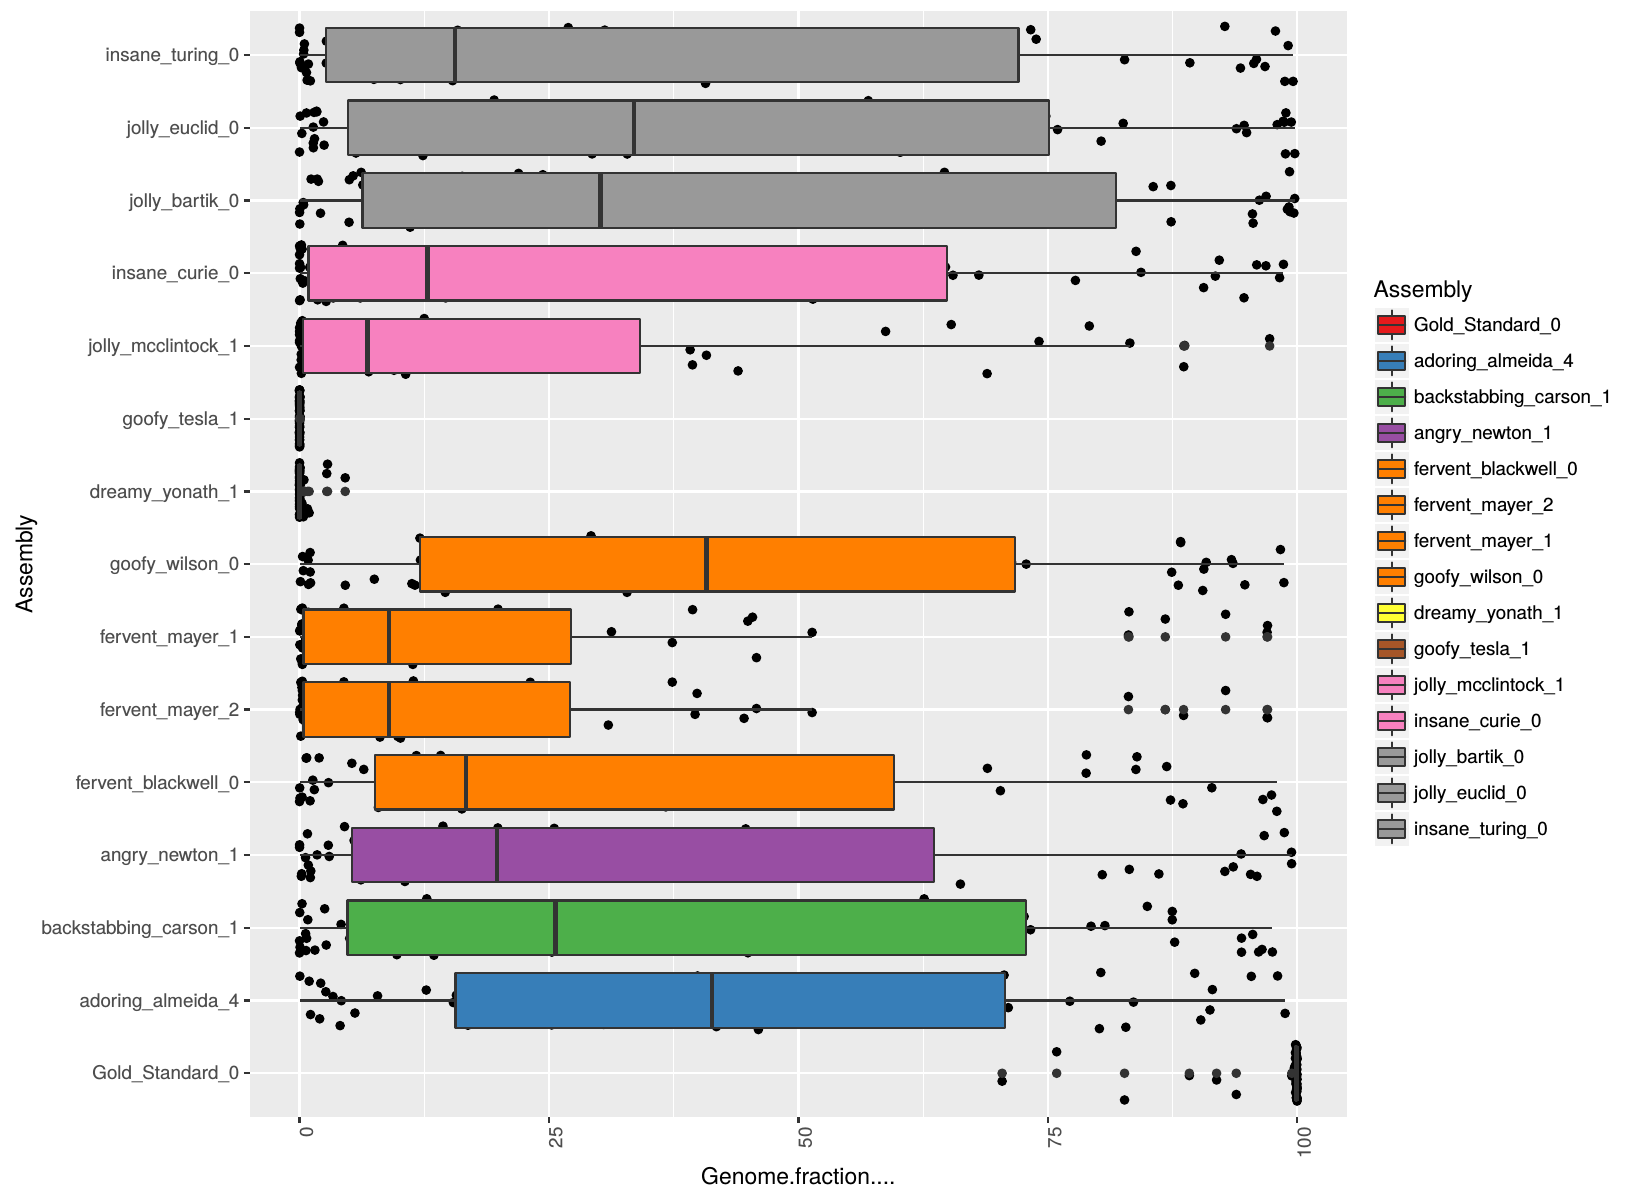 insane_turing_0
jolly_euclid_0
jolly_bartik_0
insane_curie_0
jolly_mcclintock_1
goofy_tesla_1
dreamy_yonath_1
goofy_wilson_0
fervent_mayer_1
fervent_mayer_2
fervent_blackwell_0
angry_newton_1
backstabbing_carson_1
adoring_almeida_4
Gold_Standard_0
Assembly
0
25
50
75
100
Genome.fraction....
Assembly
Gold_Standard_0
adoring_almeida_4
backstabbing_carson_1
angry_newton_1
fervent_blackwell_0
fervent_mayer_2
fervent_mayer_1
goofy_wilson_0
dreamy_yonath_1
goofy_tesla_1
jolly_mcclintock_1
insane_curie_0
jolly_bartik_0
jolly_euclid_0
insane_turing_0